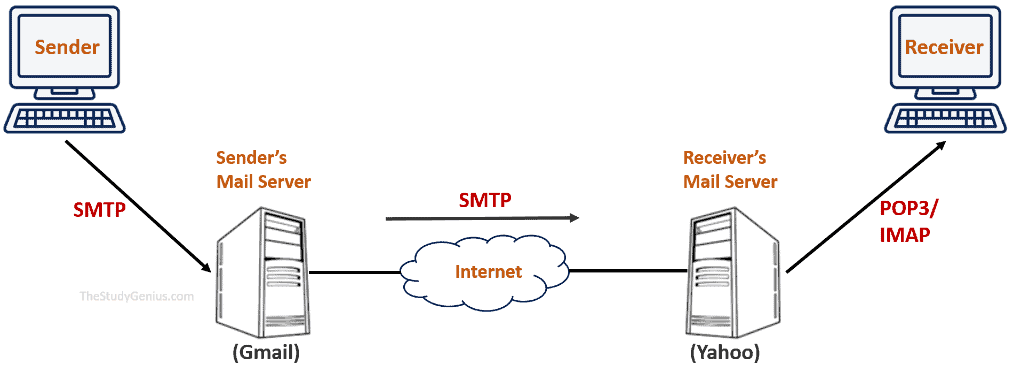 Sender
Receiver
Sender's
Mail Server
Receiver's
Mail Server
SMTP
SMTP
POP3/
IMAP
Internet
TheStudyGenius.com
(Gmail)
(Yahoo)